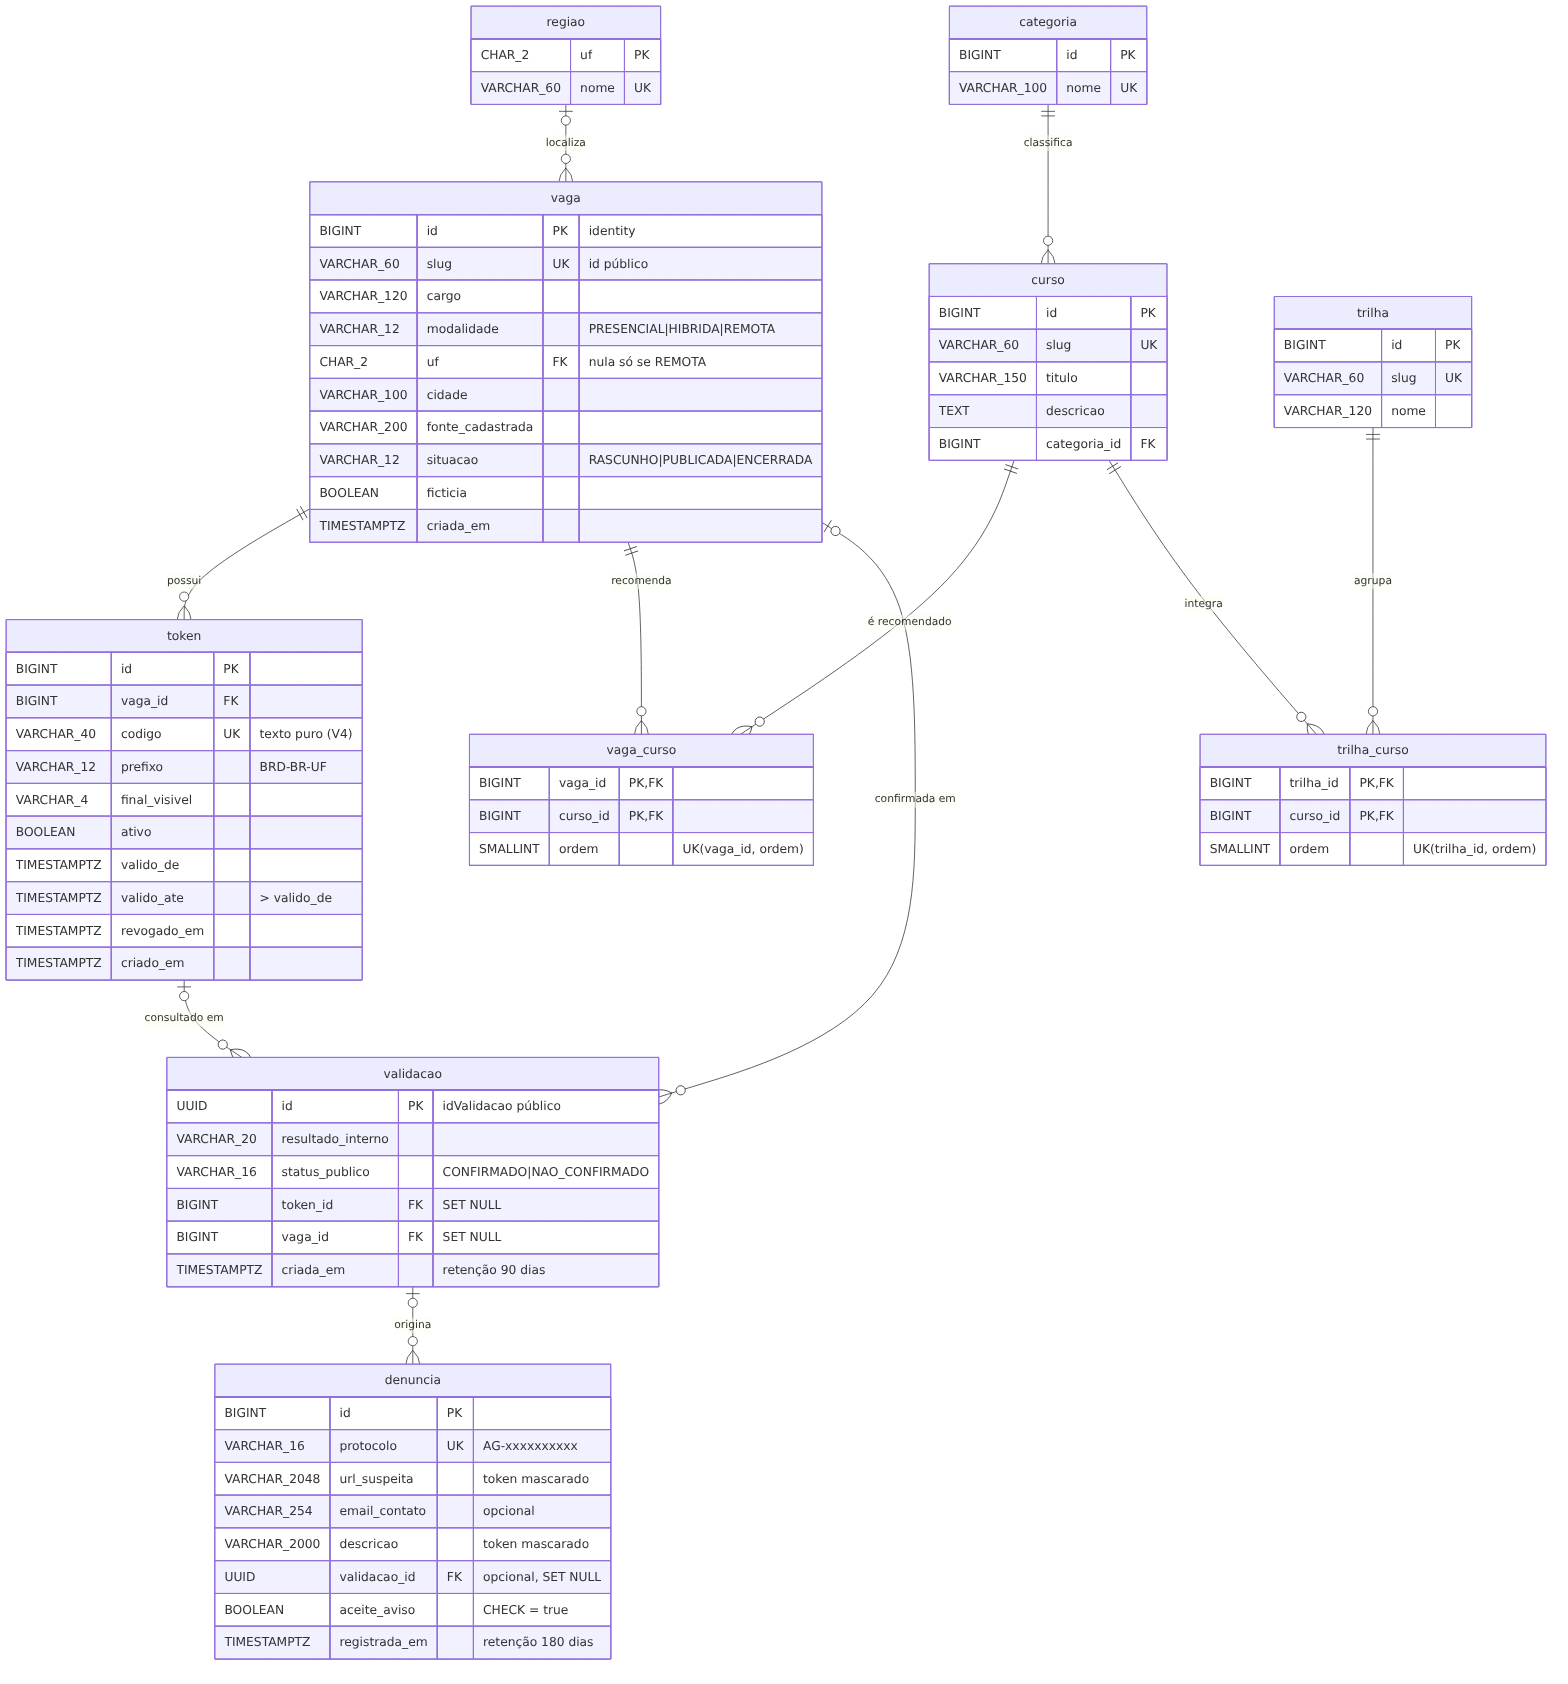 regiao
CHAR_2 uf PK
VARCHAR_60 nome UK
categoria
BIGINT id PK
VARCHAR_100 nome UK
localiza
classifica
vaga
BIGINT id PK identity
VARCHAR_60 slug UK id público
VARCHAR_120 cargo
VARCHAR_12 modalidade PRESENCIAL|HIBRIDA|REMOTA
CHAR_2 uf FK nula só se REMOTA
VARCHAR_100 cidade
VARCHAR_200 fonte_cadastrada
VARCHAR_12 situacao RASCUNHO|PUBLICADA|ENCERRADA
BOOLEAN ficticia
TIMESTAMPTZ criada_em
curso
BIGINT id PK
VARCHAR_60 slug UK
VARCHAR_150 titulo
TEXT descricao
BIGINT categoria_id FK
trilha
BIGINT id PK
VARCHAR_60 slug UK
VARCHAR_120 nome
possui
recomenda
agrupa
integra
é recomendado
token
BIGINT id PK
BIGINT vaga_id FK
VARCHAR_40 codigo UK texto puro (V4)
VARCHAR_12 prefixo BRD-BR-UF
VARCHAR_4 final_visivel
BOOLEAN ativo
TIMESTAMPTZ valido_de
TIMESTAMPTZ valido_ate > valido_de
TIMESTAMPTZ revogado_em
TIMESTAMPTZ criado_em
vaga_curso
BIGINT vaga_id PK,FK
BIGINT curso_id PK,FK
SMALLINT ordem UK(vaga_id, ordem)
confirmada em
trilha_curso
BIGINT trilha_id PK,FK
BIGINT curso_id PK,FK
SMALLINT ordem UK(trilha_id, ordem)
consultado em
validacao
UUID id PK idValidacao público
VARCHAR_20 resultado_interno
VARCHAR_16 status_publico CONFIRMADO|NAO_CONFIRMADO
BIGINT token_id FK SET NULL
BIGINT vaga_id FK SET NULL
TIMESTAMPTZ criada_em retenção 90 dias
origina
denuncia
BIGINT id PK
VARCHAR_16 protocolo UK AG-xxxxxxxxxx
VARCHAR_2048 url_suspeita token mascarado
VARCHAR_254 email_contato opcional
VARCHAR_2000 descricao token mascarado
UUID validacao_id FK opcional, SET NULL
BOOLEAN aceite_aviso CHECK = true
TIMESTAMPTZ registrada_em retenção 180 dias